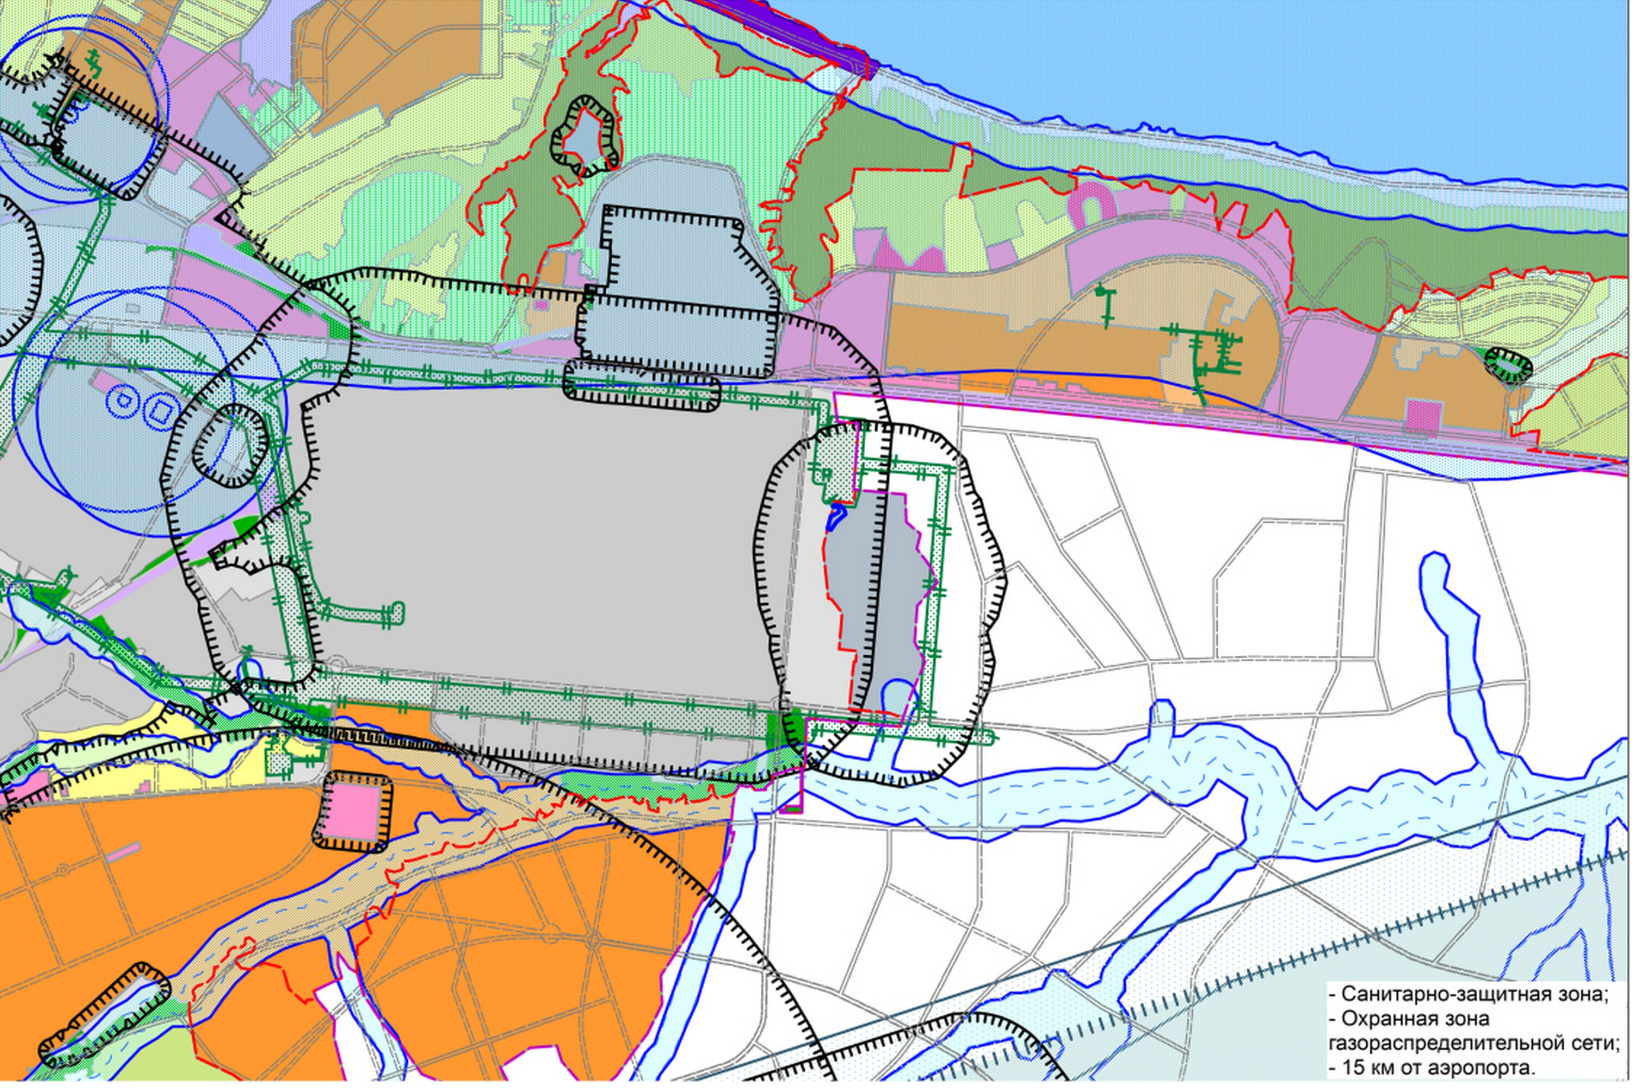 - Санитарно-защитная зона;
- Охранная зона
газораспределительной сети;
- 15 км от аэропорта.